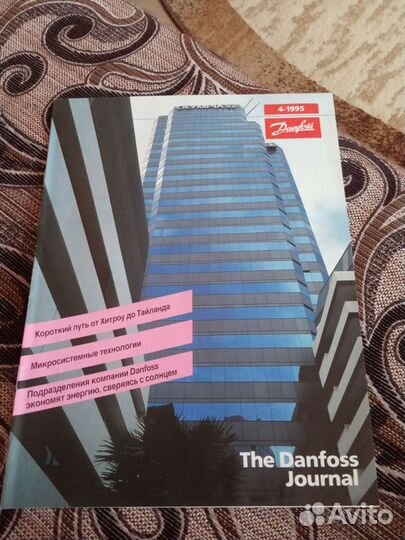 OLYMPIA
4-1995
Danfoss
Короткий путь от Хитроу до Тайланда
Микросистемные технологии
Подразделения компании Danfoss
экономят энергию, сверяясь с солнцем
The Danfoss
Journal
Avito